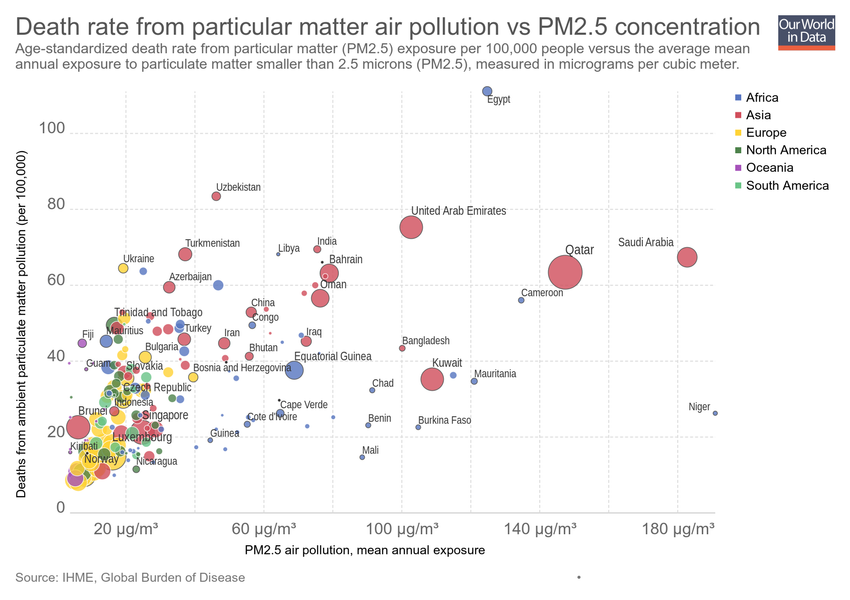 Death rate from particular matter air pollution vs PM2.5 concentration
Our World
in Data
Age-standardized death rate from particular matter (PM2.5) exposure per 100,000 people versus the average mean
annual exposure to particulate matter smaller than 2.5 microns (PM2.5), measured in micrograms per cubic meter.
Deaths from ambient particulate matter pollution (per 100,000)
100
80
60
40
20
0
Egypt
Uzbekistan
United Arab Emirates
Turkmenistan
Libya
India
Qatar
Saudi Arabia
Ukraine
Bahrain
Azerbaijan
Oman
Cameroon
China
Trinidad and Tobago
Congo
Fiji
Mauritius
Turkey
Iran
Iraq
Bulgaria
Bhutan
Bangladesh
Equatorial Guinea
Guam
Slovakia
Bosnia and Herzegovina
Kuwait
Mauritania
Czech Republic
Chad
Indonesia
Cape Verde
Niger
Brunei
Singapore
Cote d'Ivoire
Benin
Burkina Faso
Luxembourg
Guinea
Kiribati
Norway
Nicaragua
Mali
20 µg/m³
60 µg/m³
100 µg/m³
140 µg/m³
180 µg/m³
PM2.5 air pollution, mean annual exposure
Africa
Asia
Europe
North America
Oceania
South America
Source: IHME, Global Burden of Disease